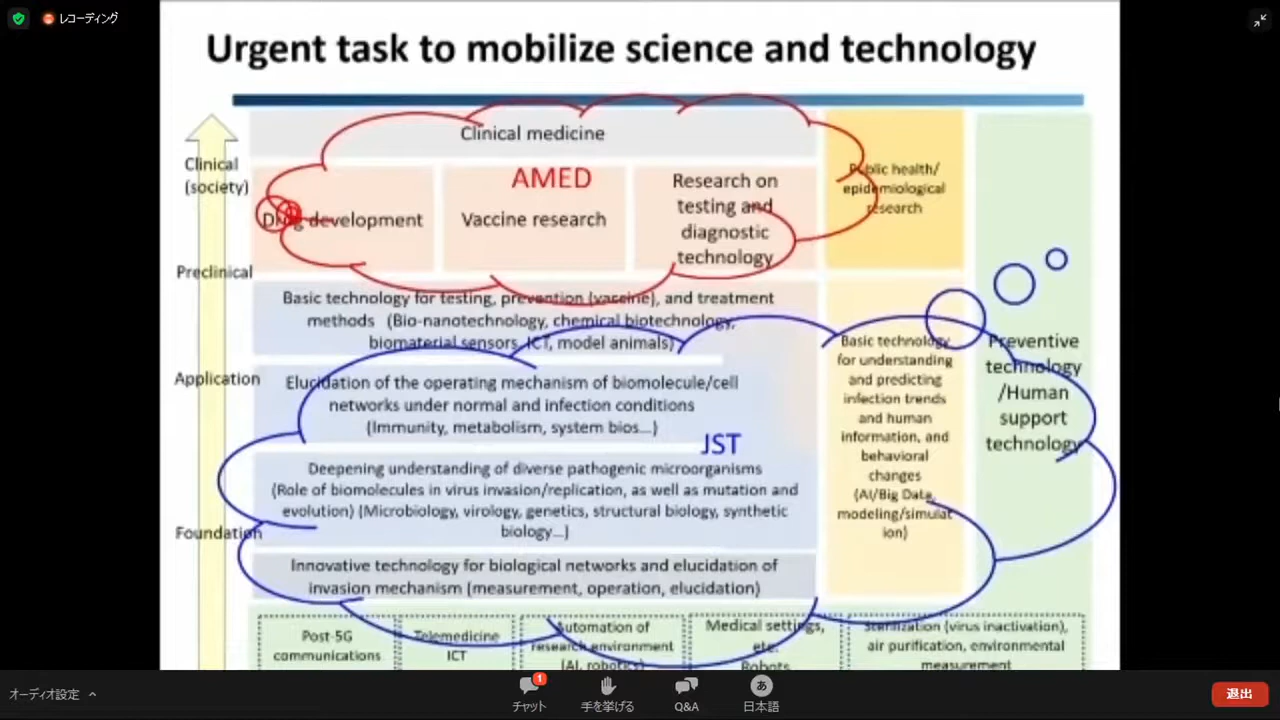 レコーディング
Urgent task to mobilize science and technology
Clinical medicine
Clinical
(society)
AMED
Drug development
Vaccine research
Research on
testing and
diagnostic
technology
Public health/
epidemiological
research
Preclinical
Basic technology for testing, prevention (vaccine), and treatment
methods (Bio-nanotechnology, chemical biotechnology,
biomaterial sensors, ICT, model animals)
Application
Elucidation of the operating mechanism of biomolecule/cell
networks under normal and infection conditions
(Immunity, metabolism, system bios...)
JST
Deepening understanding of diverse pathogenic microorganisms
(Role of biomolecules in virus invasion/replication, as well as mutation and
evolution) (Microbiology, virology, genetics, structural biology, synthetic
biology...)
Foundation
Innovative technology for biological networks and elucidation of
invasion mechanism (measurement, operation, elucidation)
Basic technology
for understanding
and predicting
infection trends
and human
information, and
behavioral
changes
(AI/Big Data,
modeling/simulat
ion)
Preventive
technology
/Human
support
technology
Post-5G
communications
Telemedicine
ICT
Automation of
research environment
(AI, robotics)
Medical settings,
etc.
Robots
Sterilization (virus inactivation),
air purification, environmental
measurement
オーディオ設定
1
チャット
手を挙げる
Q&A
あ
日本語
退出